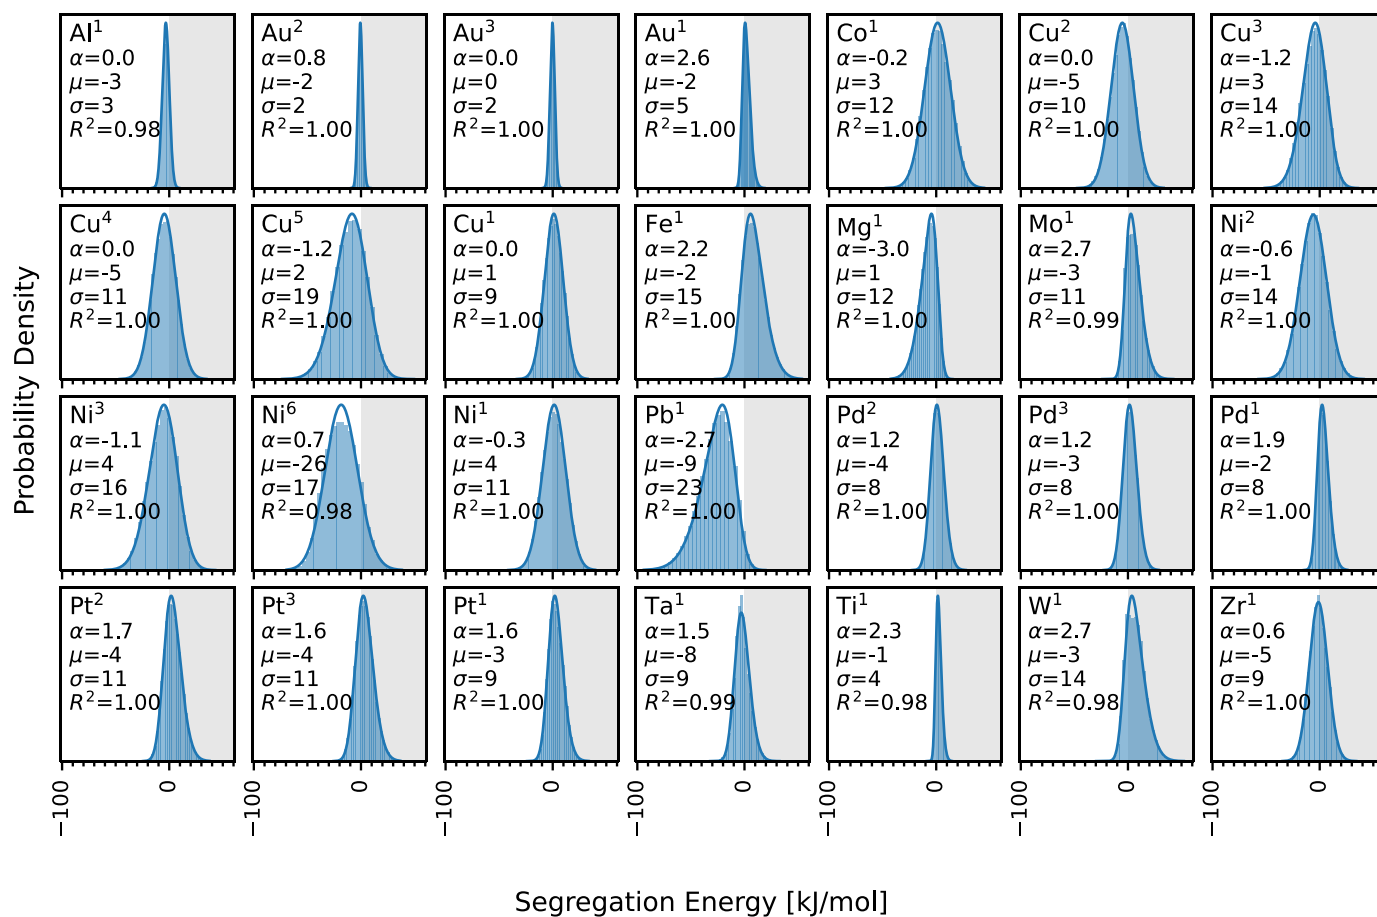 Probability Density
Al¹
α=0.0
μ=-3
σ=3
R²=0.98
Au²
α=0.8
μ=-2
σ=2
R²=1.00
Au³
α=0.0
μ=0
σ=2
R²=1.00
Au¹
α=2.6
μ=-2
σ=5
R²=1.00
Co¹
α=-0.2
μ=3
σ=12
R²=1.00
Cu²
α=0.0
μ=-5
σ=10
R²=1.00
Cu³
α=-1.2
μ=3
σ=14
R²=1.00
Cu⁴
α=0.0
μ=-5
σ=11
R²=1.00
Cu⁵
α=-1.2
μ=2
σ=19
R²=1.00
Cu¹
α=0.0
μ=1
σ=9
R²=1.00
Fe¹
α=2.2
μ=-2
σ=15
R²=1.00
Mg¹
α=-3.0
μ=1
σ=12
R²=1.00
Mo¹
α=2.7
μ=-3
σ=11
R²=0.99
Ni²
α=-0.6
μ=-1
σ=14
R²=1.00
Ni³
α=-1.1
μ=4
σ=16
R²=1.00
Ni⁶
α=0.7
μ=-26
σ=17
R²=0.98
Ni¹
α=-0.3
μ=4
σ=11
R²=1.00
Pb¹
α=-2.7
μ=-9
σ=23
R²=1.00
Pd²
α=1.2
μ=-4
σ=8
R²=1.00
Pd³
α=1.2
μ=-3
σ=8
R²=1.00
Pd¹
α=1.9
μ=-2
σ=8
R²=1.00
Pt²
α=1.7
μ=-4
σ=11
R²=1.00
Pt³
α=1.6
μ=-4
σ=11
R²=1.00
Pt¹
α=1.6
μ=-3
σ=9
R²=1.00
Ta¹
α=1.5
μ=-8
σ=9
R²=0.99
Ti¹
α=2.3
μ=-1
σ=4
R²=0.98
W¹
α=2.7
μ=-3
σ=14
R²=0.98
Zr¹
α=0.6
μ=-5
σ=9
R²=1.00
−100 0 −100 0 −100 0 −100 0 −100 0 −100 0 −100 0
Segregation Energy [kJ/mol]